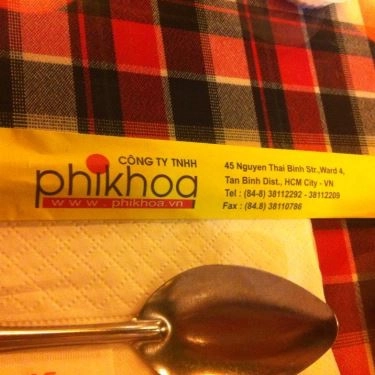 CÔNG TY TNHH
phikhoa
www.phikhoa.vn
45 Nguyen Thai Binh Str.,Ward 4,
Tan Binh Dist., HCM City - VN
Tel : (84-8) 38112292 - 38112209
Fax : (84.8) 38110786